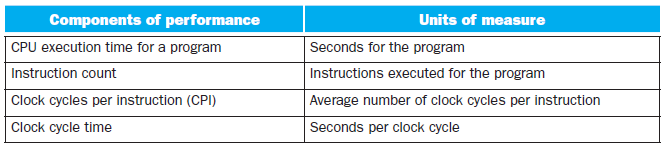 Components of performance Units of measure
CPU execution time for a program Seconds for the program
Instruction count Instructions executed for the program
Clock cycles per instruction (CPI) Average number of clock cycles per instruction
Clock cycle time Seconds per clock cycle